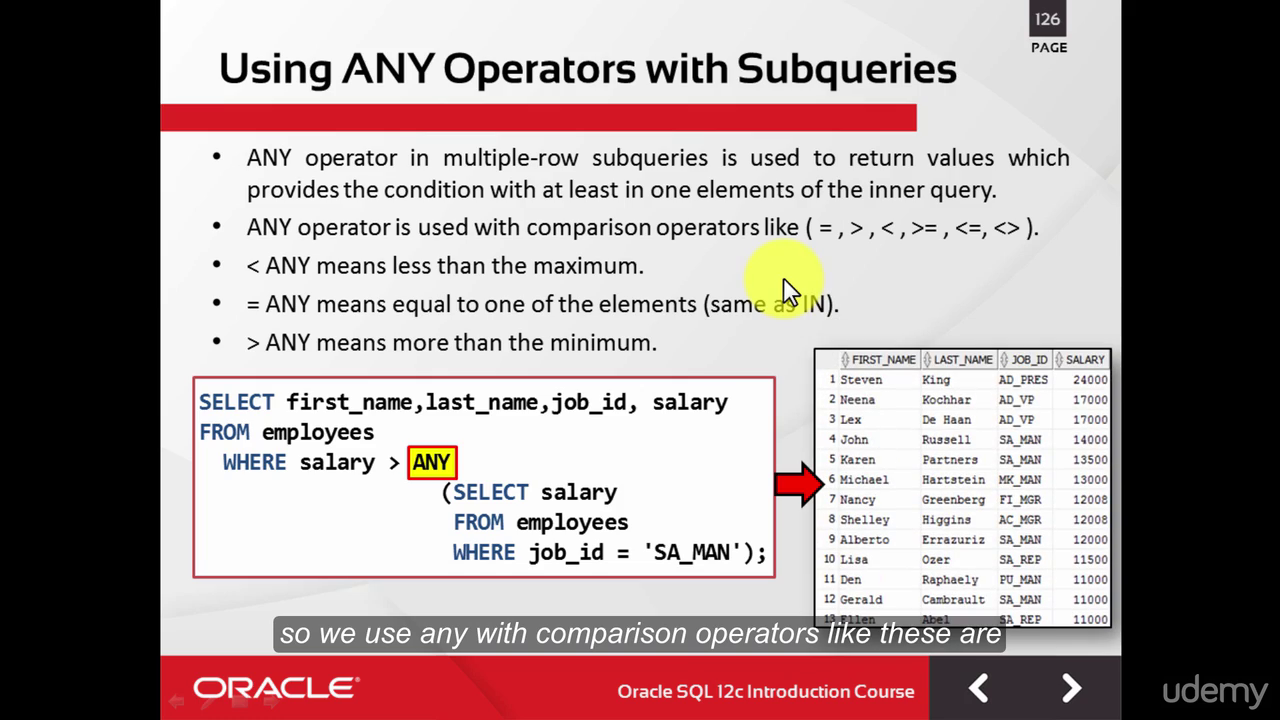 126
PAGE
Using ANY Operators with Subqueries
• ANY operator in multiple-row subqueries is used to return values which
provides the condition with at least in one elements of the inner query.
• ANY operator is used with comparison operators like ( = , > , < , >= , <=, <> ).
• < ANY means less than the maximum.
• = ANY means equal to one of the elements (same as IN).
• > ANY means more than the minimum.
SELECT first_name,last_name,job_id, salary
FROM employees
WHERE salary > ANY
(SELECT salary
FROM employees
WHERE job_id = 'SA_MAN');
FIRST_NAME LAST_NAME JOB_ID SALARY
1 Steven King AD_PRES 24000
2 Neena Kochhar AD_VP 17000
3 Lex De Haan AD_VP 17000
4 John Russell SA_MAN 14000
5 Karen Partners SA_MAN 13500
6 Michael Hartstein MK_MAN 13000
7 Nancy Greenberg FI_MGR 12008
8 Shelley Higgins AC_MGR 12008
9 Alberto Errazuriz SA_MAN 12000
10 Lisa Ozer SA_REP 11500
11 Den Raphaely PU_MAN 11000
12 Gerald Cambrault SA_MAN 11000
13 Ellen Abel SA_REP 11000
so we use any with comparison operators like these are
ORACLE®
Oracle SQL 12c Introduction Course
udemy